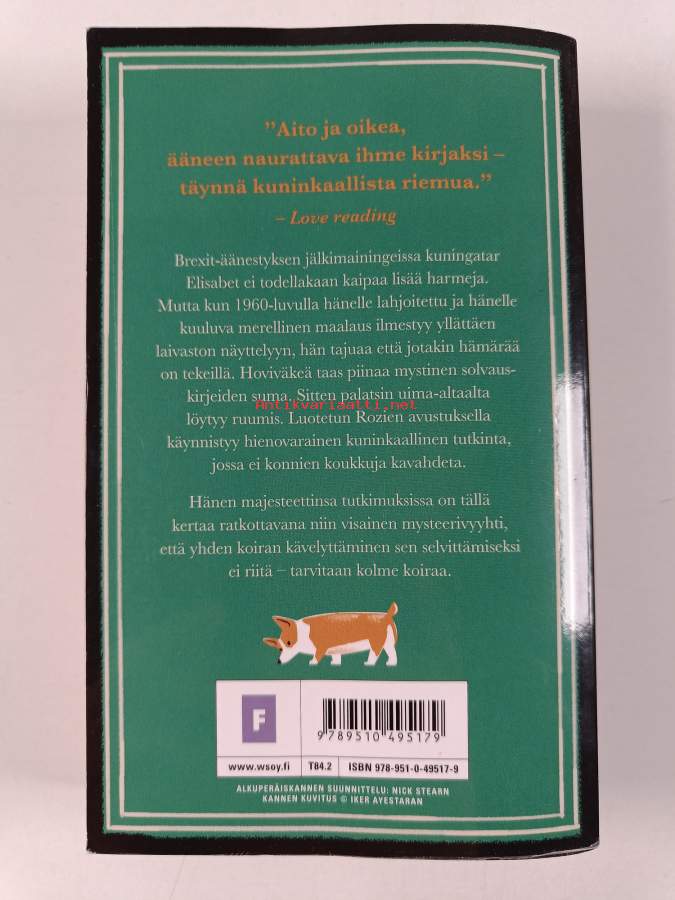 ”Aito ja oikea,
ääneen naurattava ihme kirjaksi –
täynnä kuninkaallista riemua.”
– Love reading
Brexit-äänestyksen jälkimainingeissa kuningatar
Elisabet ei todellakaan kaipaa lisää harmeja.
Mutta kun 1960-luvulla hänelle lahjoitettu ja hänelle
kuuluva merellinen maalaus ilmestyy yllättäen
laivaston näyttelyyn, hän tajuaa että jotakin hämärää
on tekeillä. Hoviväkeä taas piinaa mystinen solvaus-
kirjeiden suma. Sitten palatsin uima-altaalta
Antikvariaatti.net
löytyy ruumis. Luotetun Rozien avustuksella
käynnistyy hienovarainen kuninkaallinen tutkinta,
jossa ei konnien koukkuja kavahdeta.
Hänen majesteettinsa tutkimuksissa on tällä
kertaa ratkottavana niin visainen mysteerivyyhti,
että yhden koiran kävelyttäminen sen selvittämiseksi
ei riitä – tarvitaan kolme koiraa.
F
9789510495179
www.wsoy.fi T84.2 ISBN 978-951-0-49517-9
ALKUPERÄISKANNEN SUUNNITTELU: NICK STEARN
KANNEN KUVITUS © IKER AYESTARAN